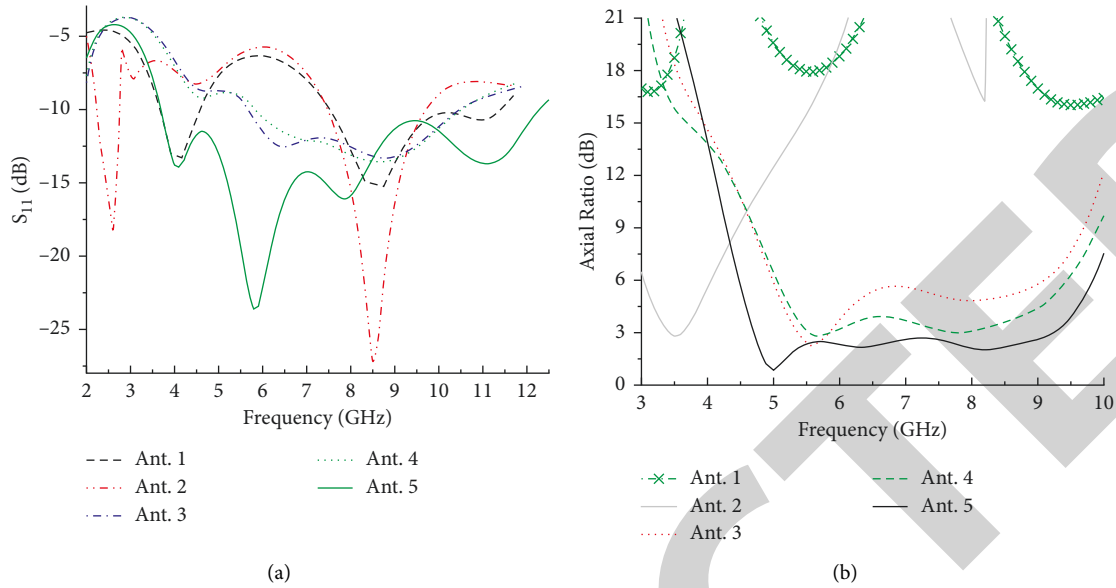 −5
−10
−15
−20
−25
S11 (dB)
2 3 4 5 6 7 8 9 10 11 12
Frequency (GHz)
Ant. 1
Ant. 2
Ant. 3
Ant. 4
Ant. 5
(a)
21
18
15
12
9
6
3
0
Axial Ratio (dB)
3 4 5 6 7 8 9 10
Frequency (GHz)
Ant. 1
Ant. 2
Ant. 3
Ant. 4
Ant. 5
(b)